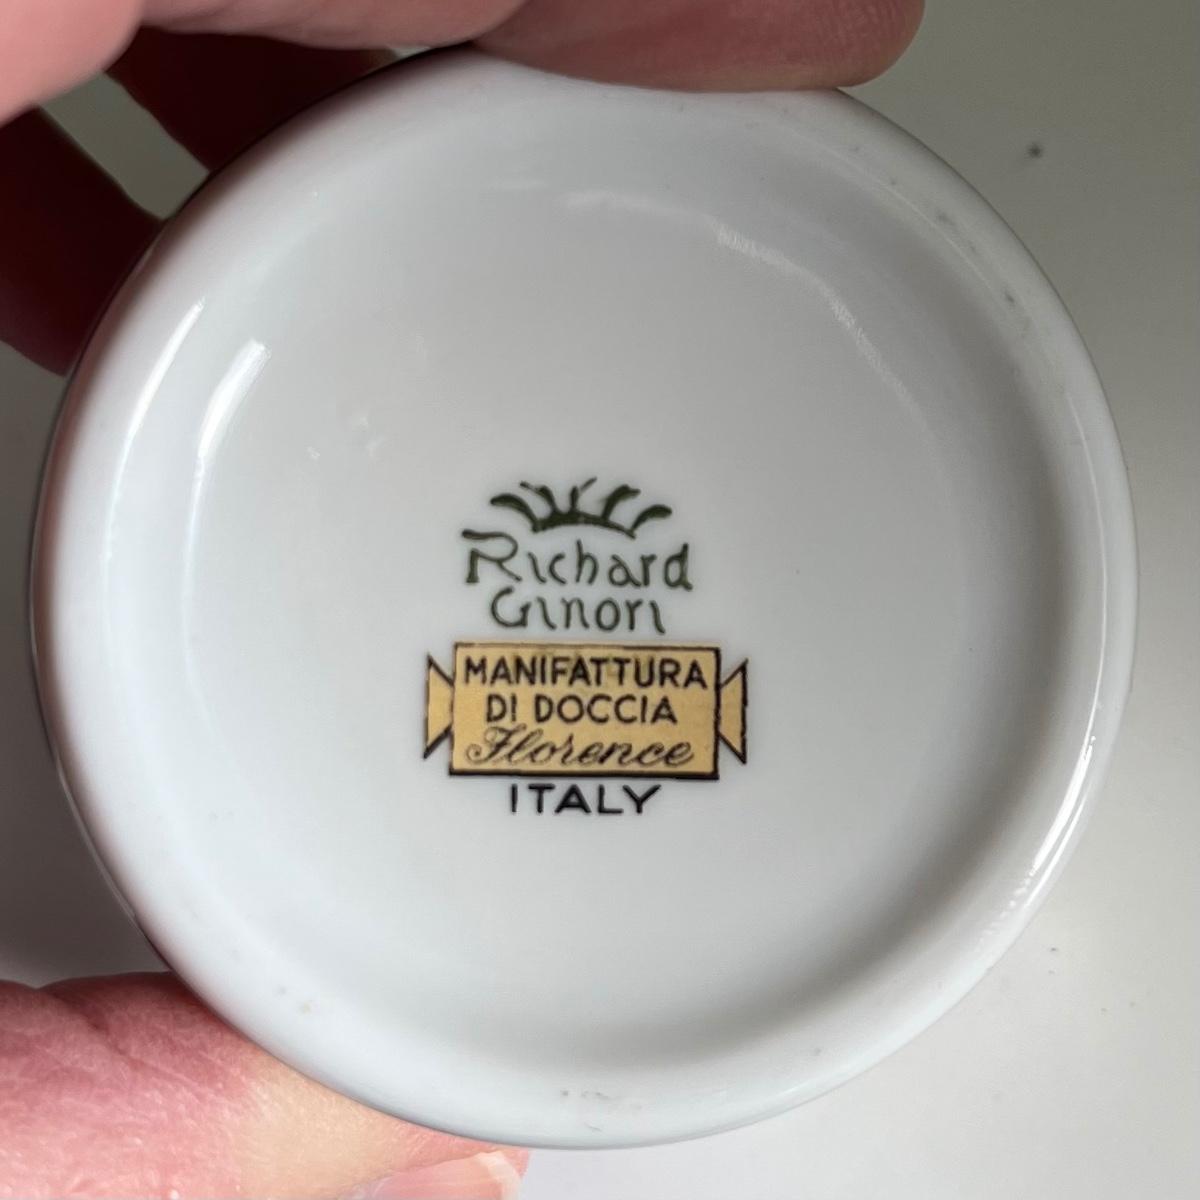 Richard
Ginori
MANIFATTURA
DI DOCCIA
Florence
ITALY